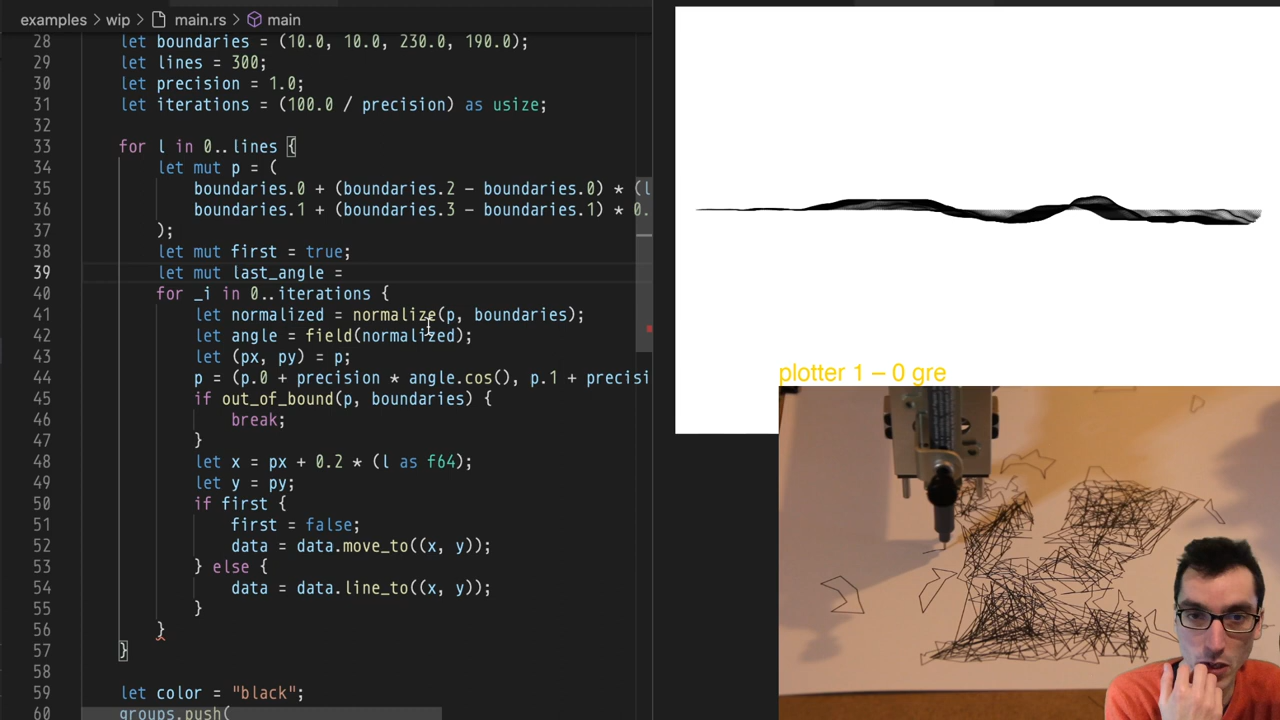 examples › wip › main.rs › main
28 let boundaries = (10.0, 10.0, 230.0, 190.0);
29 let lines = 300;
30 let precision = 1.0;
31 let iterations = (100.0 / precision) as usize;
32
33 for l in 0..lines {
34 let mut p = (
35 boundaries.0 + (boundaries.2 - boundaries.0) * (l
36 boundaries.1 + (boundaries.3 - boundaries.1) * 0.
37 );
38 let mut first = true;
39 let mut last_angle =
40 for _i in 0..iterations {
41 let normalized = normalize(p, boundaries);
42 let angle = field(normalized);
43 let (px, py) = p;
44 p = (p.0 + precision * angle.cos(), p.1 + precisi
45 if out_of_bound(p, boundaries) {
46 break;
47 }
48 let x = px + 0.2 * (l as f64);
49 let y = py;
50 if first {
51 first = false;
52 data = data.move_to((x, y));
53 } else {
54 data = data.line_to((x, y));
55 }
56 }
57 }
58
59 let color = "black";
60 groups.push(
plotter 1 – 0 gre